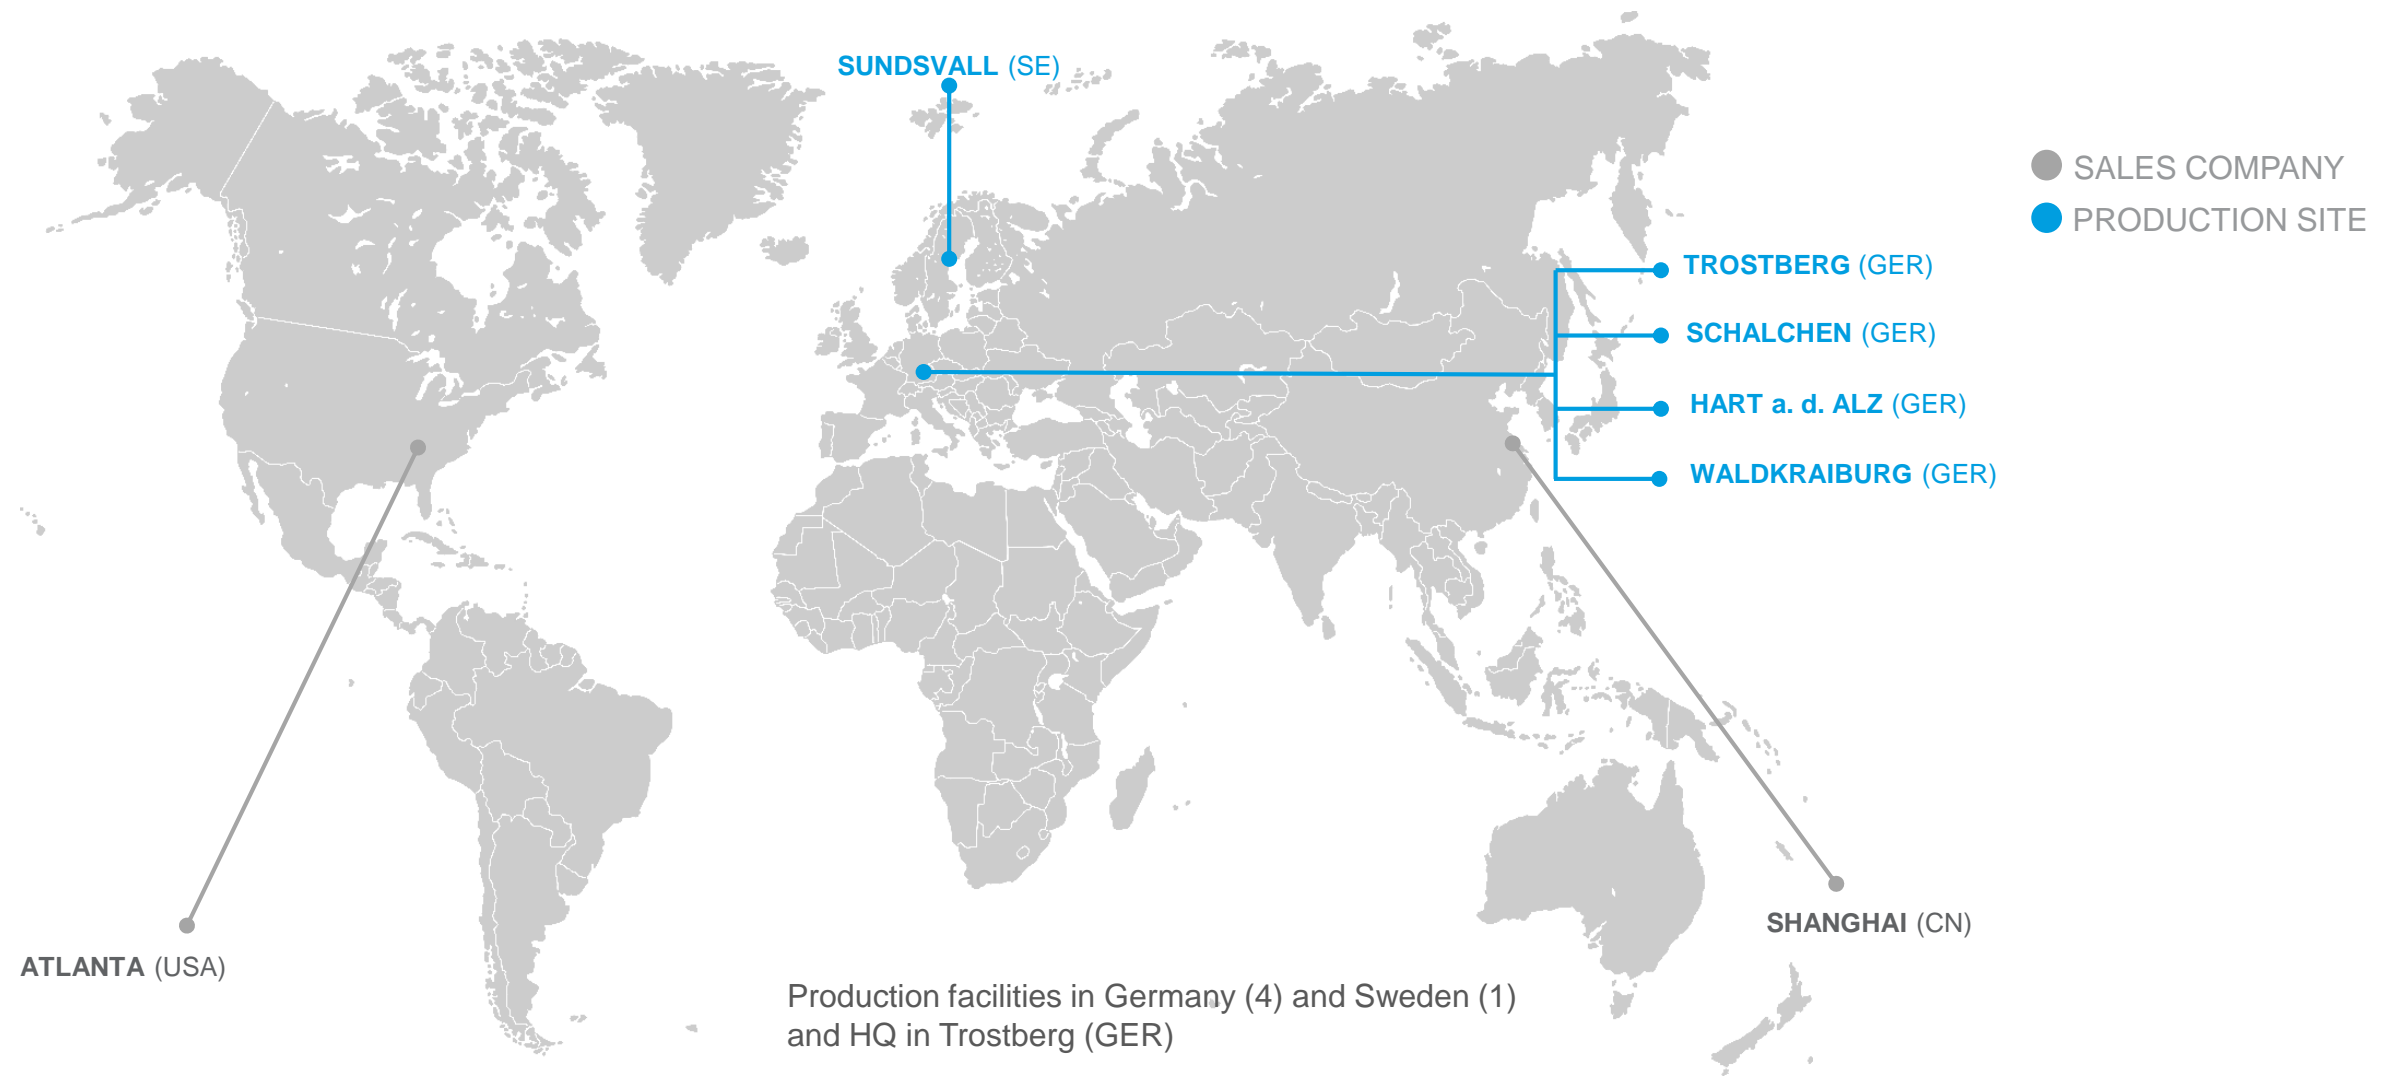 SUNDSVALL (SE)
SALES COMPANY
PRODUCTION SITE
TROSTBERG (GER)
SCHALCHEN (GER)
HART a. d. ALZ (GER)
WALDKRAIBURG (GER)
SHANGHAI (CN)
ATLANTA (USA)
Production facilities in Germany (4) and Sweden (1)
and HQ in Trostberg (GER)